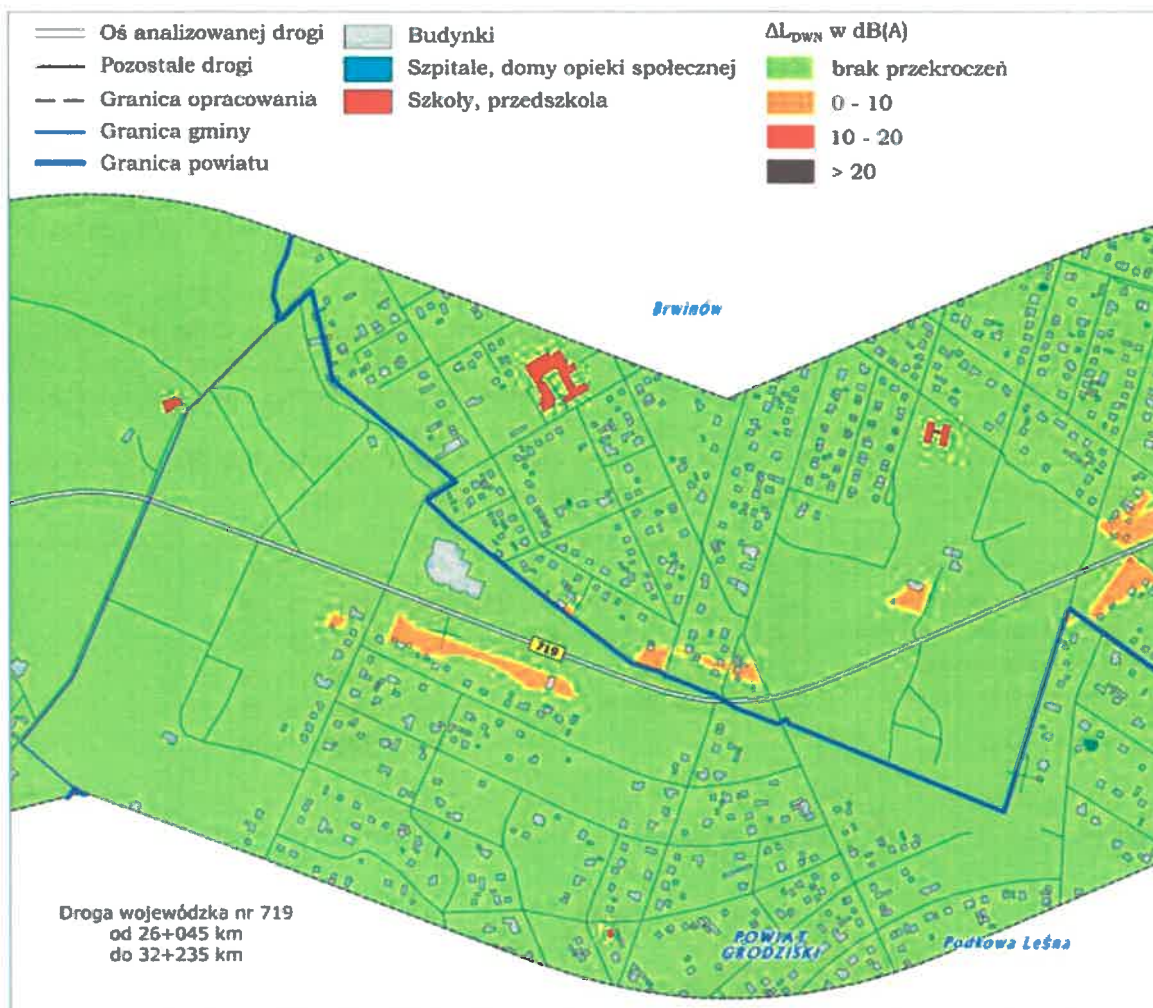 Oś analizowanej drogi
Pozostałe drogi
Granica opracowania
Granica gminy
Granica powiatu
Budynki
Szpitale, domy opieki społecznej
Szkoły, przedszkola
ΔL_DWN w dB(A)
brak przekroczeń
0 - 10
10 - 20
> 20
Brwinów
719
Droga wojewódzka nr 719
od 26+045 km
do 32+235 km
POWIAT
GRODZISKI
Podkowa Leśna